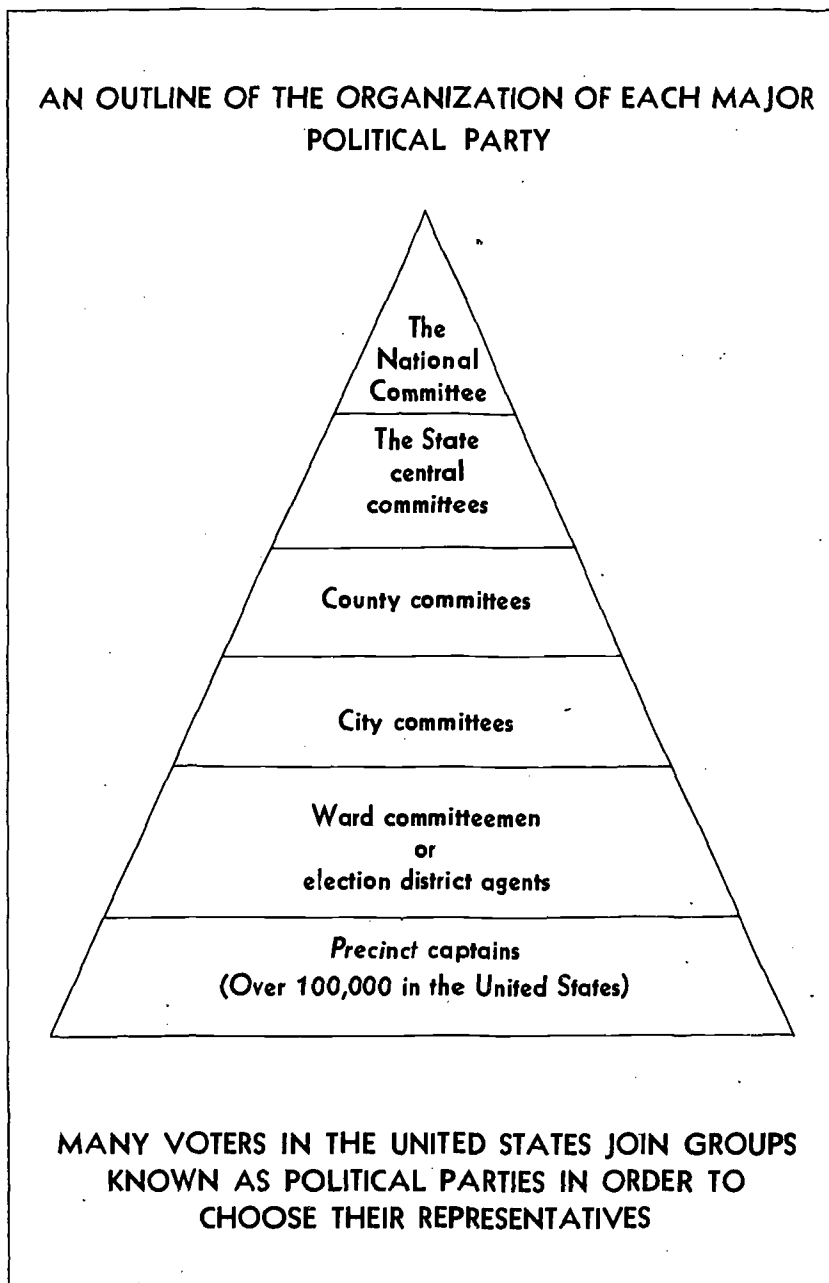 AN OUTLINE OF THE ORGANIZATION OF EACH MAJOR
POLITICAL PARTY
The
National
Committee
The State
central
committees
County committees
City committees
Ward committeemen
or
election district agents
Precinct captains
(Over 100,000 in the United States)
MANY VOTERS IN THE UNITED STATES JOIN GROUPS
KNOWN AS POLITICAL PARTIES IN ORDER TO
CHOOSE THEIR REPRESENTATIVES